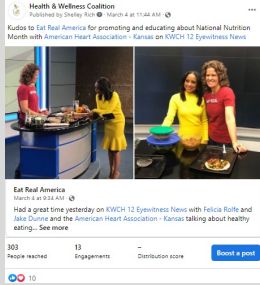 Health & Wellness Coalition
Published by Shelley Rich · March 4 at 11:44 AM ·
Kudos to Eat Real America for promoting and educating about National Nutrition
Month with American Heart Association - Kansas on KWCH 12 Eyewitness News
Eat Real America
March 4 at 9:34 AM ·
Had a great time yesterday on KWCH 12 Eyewitness News with Felicia Rolfe and
Jake Dunne and the American Heart Association - Kansas talking about healthy
eating... See more
303
13
–
People reached
Engagements
Distribution score
Boost a post
10